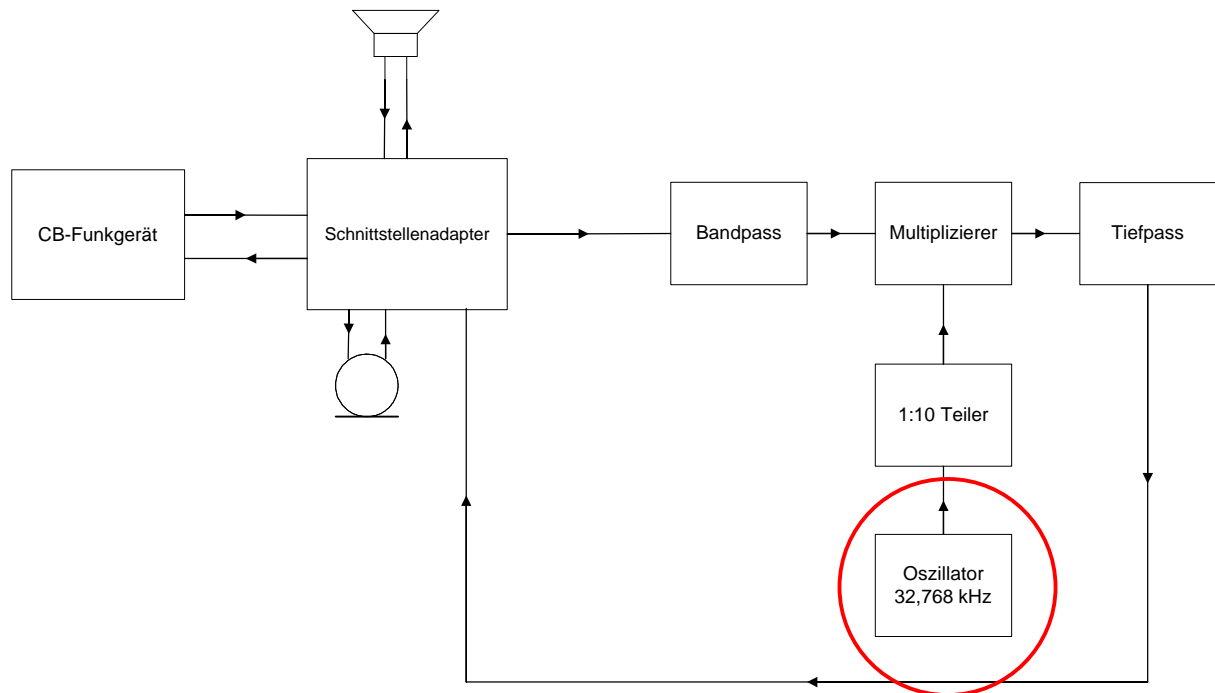 CB-Funkgerät
Schnittstellenadapter
Bandpass
Multiplizierer
Tiefpass
1:10 Teiler
Oszillator
32,768 kHz